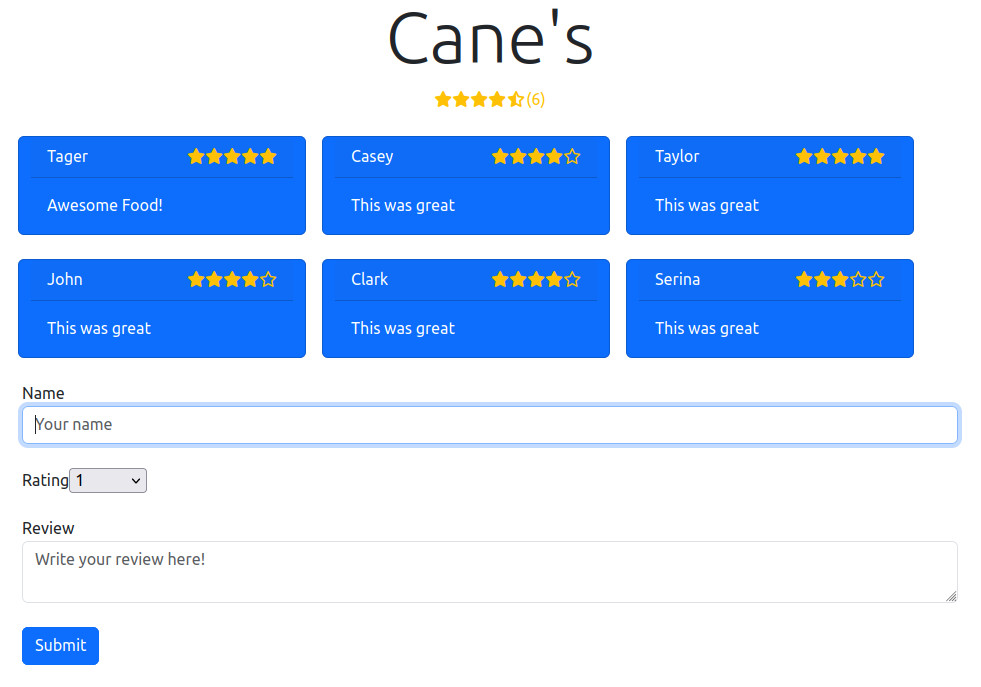 Cane's
(6)
Tager
Awesome Food!
Casey
This was great
Taylor
This was great
John
This was great
Clark
This was great
Serina
This was great
Name
Your name
Rating 1
Review
Write your review here!
Submit